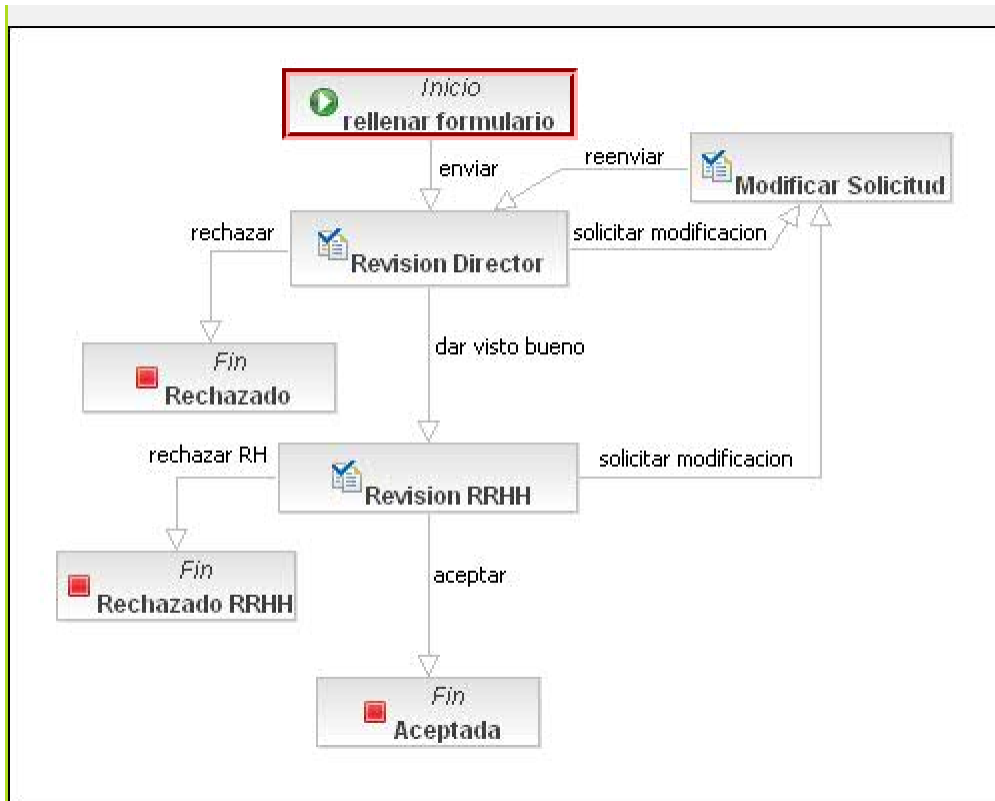 Inicio
rellenar formulario
enviar
reenviar
Modificar Solicitud
rechazar
Revision Director
solicitar modificacion
dar visto bueno
Fin
Rechazado
rechazar RH
Revision RRHH
solicitar modificacion
Fin
Rechazado RRHH
aceptar
Fin
Aceptada